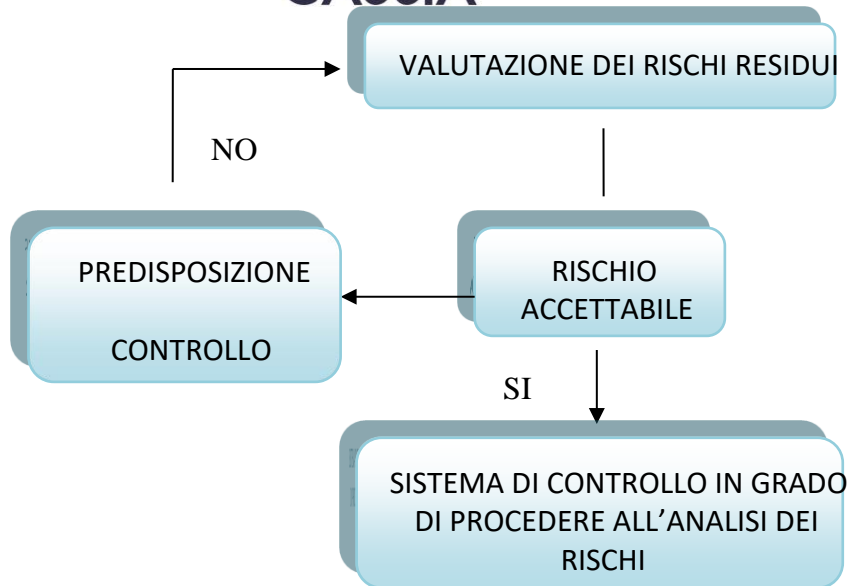 VALUTAZIONE DEI RISCHI RESIDUI
NO
PREDISPOSIZIONE
CONTROLLO
RISCHIO
ACCETTABILE
SI
SISTEMA DI CONTROLLO IN GRADO
DI PROCEDERE ALL’ANALISI DEI
RISCHI